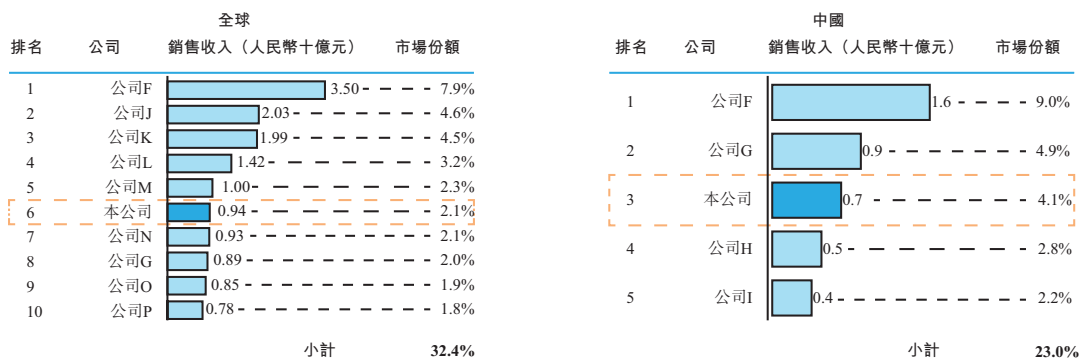 全球
排名 公司 銷售收入（人民幣十億元） 市場份額
1 公司F 3.50 7.9%
2 公司J 2.03 4.6%
3 公司K 1.99 4.5%
4 公司L 1.42 3.2%
5 公司M 1.00 2.3%
6 本公司 0.94 2.1%
7 公司N 0.93 2.1%
8 公司G 0.89 2.0%
9 公司O 0.85 1.9%
10 公司P 0.78 1.8%
小計 32.4%
中國
排名 公司 銷售收入（人民幣十億元） 市場份額
1 公司F 1.6 9.0%
2 公司G 0.9 4.9%
3 本公司 0.7 4.1%
4 公司H 0.5 2.8%
5 公司I 0.4 2.2%
小計 23.0%